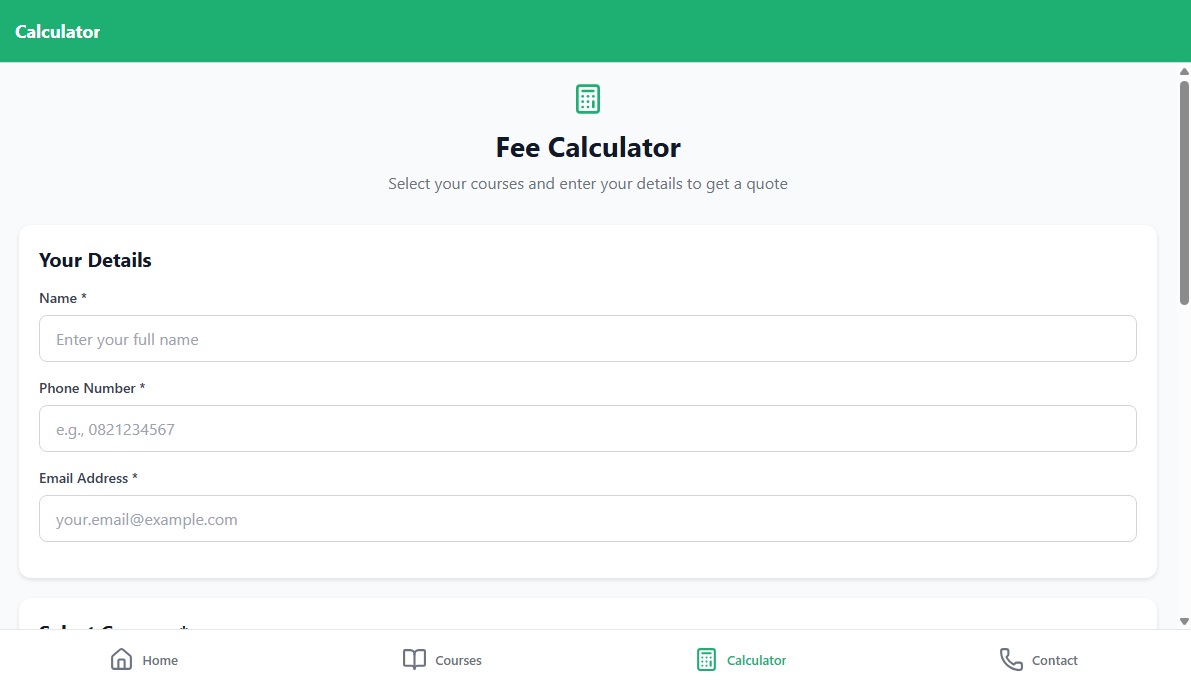 Calculator
Fee Calculator
Select your courses and enter your details to get a quote
Your Details
Name *
Enter your full name
Phone Number *
e.g., 0821234567
Email Address *
your.email@example.com
Home
Courses
Calculator
Contact